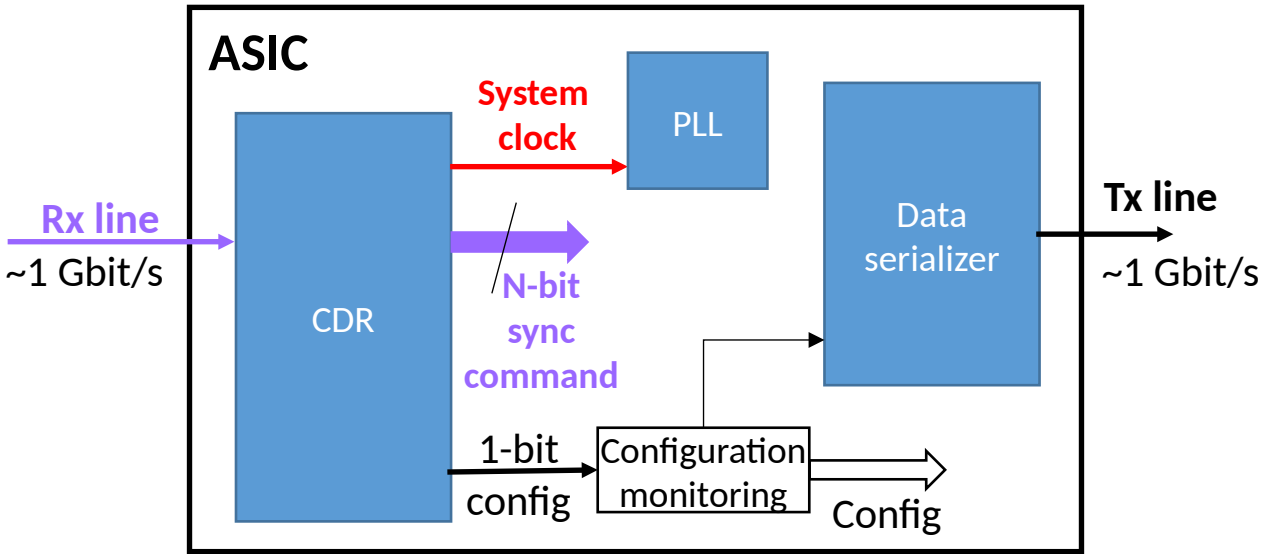 ASIC
System
clock
PLL
Rx line
~1 Gbit/s
CDR
N-bit
sync
command
Data
serializer
Tx line
~1 Gbit/s
1-bit
config
Configuration
monitoring
Config